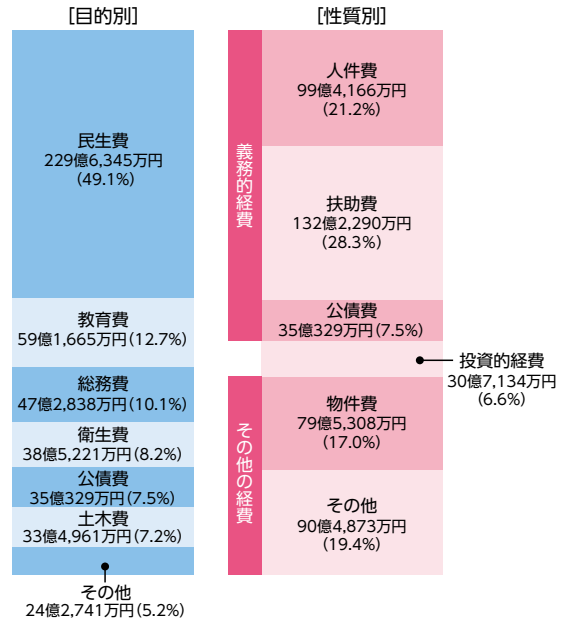 [目的別]
民生費
229億6,345万円
(49.1%)
教育費
59億1,665万円(12.7%)
総務費
47億2,838万円(10.1%)
衛生費
38億5,221万円(8.2%)
公債費
35億329万円(7.5%)
土木費
33億4,961万円(7.2%)
その他
24億2,741万円(5.2%)
[性質別]
義務的経費
人件費
99億4,166万円
(21.2%)
扶助費
132億2,290万円
(28.3%)
公債費
35億329万円(7.5%)
投資的経費
30億7,134万円
(6.6%)
その他の経費
物件費
79億5,308万円
(17.0%)
その他
90億4,873万円
(19.4%)